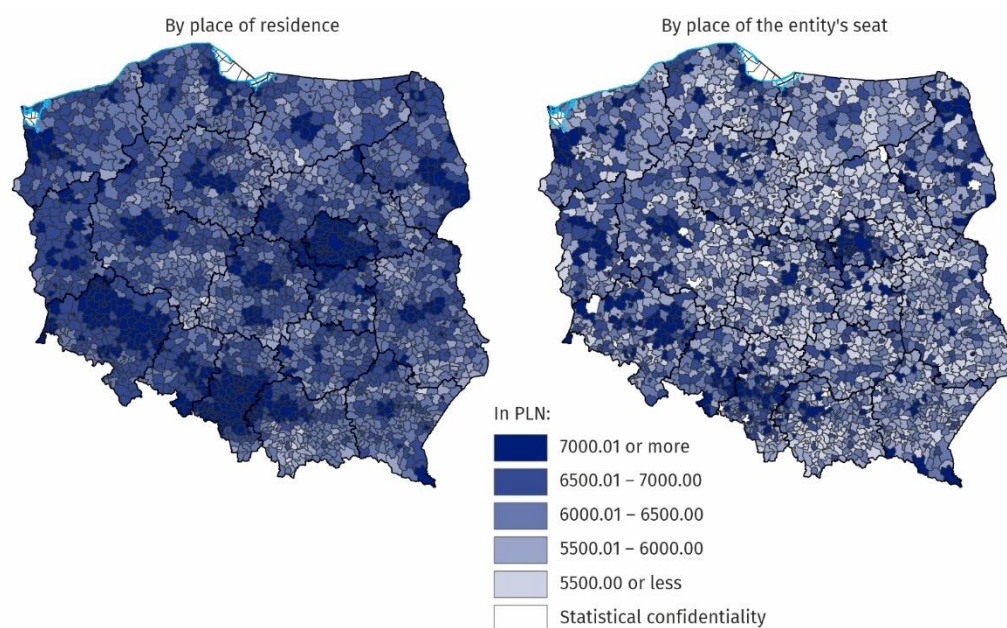 By place of residence
By place of the entity's seat
In PLN:
7000.01 or more
6500.01 – 7000.00
6000.01 – 6500.00
5500.01 – 6000.00
5500.00 or less
Statistical confidentiality